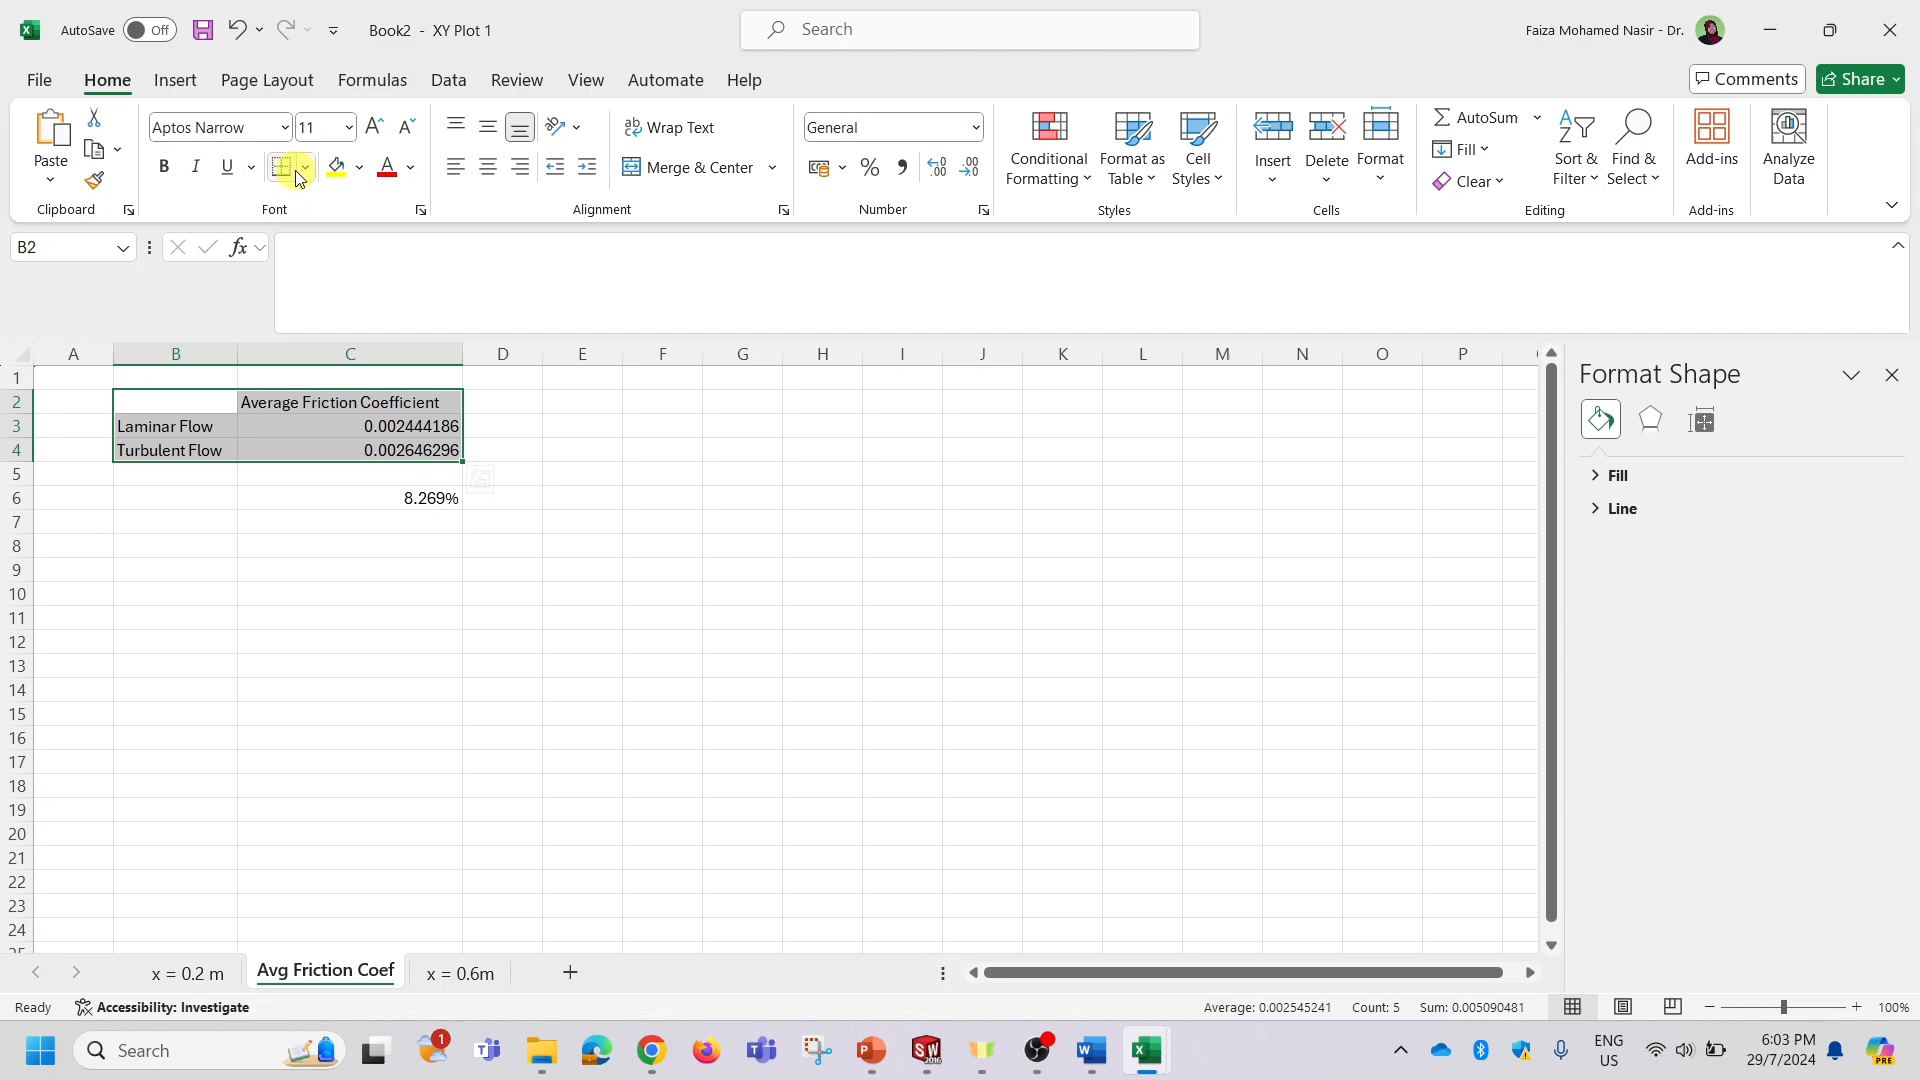 AutoSave Off Book2 - XY Plot 1 Search Faiza Mohamed Nasir - Dr.
File Home Insert Page Layout Formulas Data Review View Automate Help Comments Share
Paste
Clipboard
Aptos Narrow 11
B I U A
Font
Wrap Text
Merge & Center
Alignment
General
Number
Conditional Formatting
Format as Table
Cell Styles
Styles
Insert Delete Format
Cells
AutoSum
Fill
Clear
Sort & Filter
Find & Select
Editing
Add-ins
Add-ins
Analyze Data
B2 fx
A B C D E F G H I J K L M N O P
1
2 Average Friction Coefficient
3 Laminar Flow 0.002444186
4 Turbulent Flow 0.002646296
5
6 8.269%
7
8
9
10
11
12
13
14
15
16
17
18
19
20
21
22
23
24
Format Shape
Fill
Line
x = 0.2 m Avg Friction Coef x = 0.6m
Ready Accessibility: Investigate Average: 0.002545241 Count: 5 Sum: 0.005090481 100%
Search 1 ENG US 6:03 PM 29/7/2024